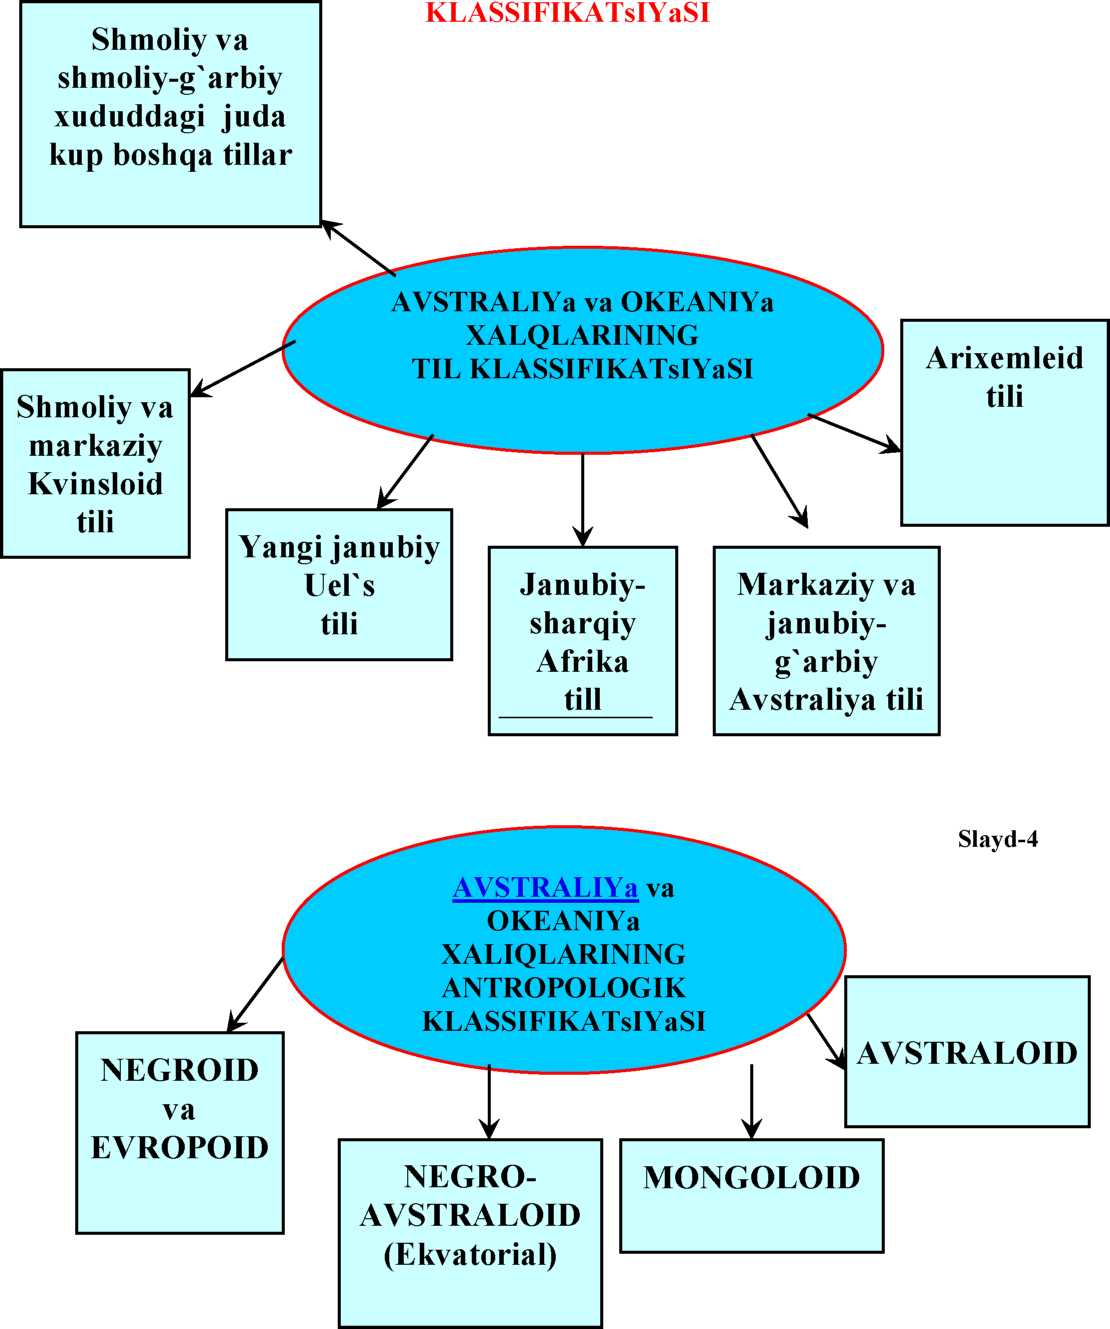 KLASSIFIKATsIYaSI
Shmoliy va
shmoliy-g`arbiy
xududdagi juda
kup boshqa tillar
AVSTRALIYa va OKEANIYa
XALQLARINING
TIL KLASSIFIKATsIYaSI
Arixemleid
tili
Shmoliy va
markaziy
Kvinsloid
tili
Yangi janubiy
Uel`s
tili
Janubiy-
sharqiy
Afrika
till
Markaziy va
janubiy-
g`arbiy
Avstraliya tili
Slayd-4
AVSTRALIYa va
OKEANIYa
XALIQLARINING
ANTROPOLOGIK
KLASSIFIKATsIYaSI
NEGROID
va
EVROPOID
NEGRO-
AVSTRALOID
(Ekvatorial)
MONGOLOID
AVSTRALOID